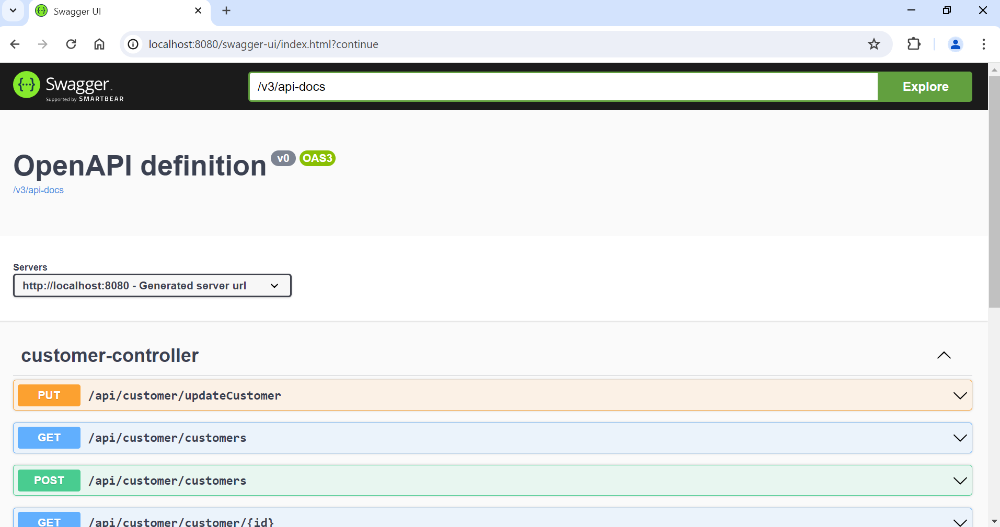 Swagger UI
localhost:8080/swagger-ui/index.html?continue
{···} Swagger™
Supported by SMARTBEAR
/v3/api-docs
Explore
OpenAPI definition v0 OAS3
/v3/api-docs
Servers
http://localhost:8080 - Generated server url
customer-controller
PUT /api/customer/updateCustomer
GET /api/customer/customers
POST /api/customer/customers
GET /api/customer/customer/{id}